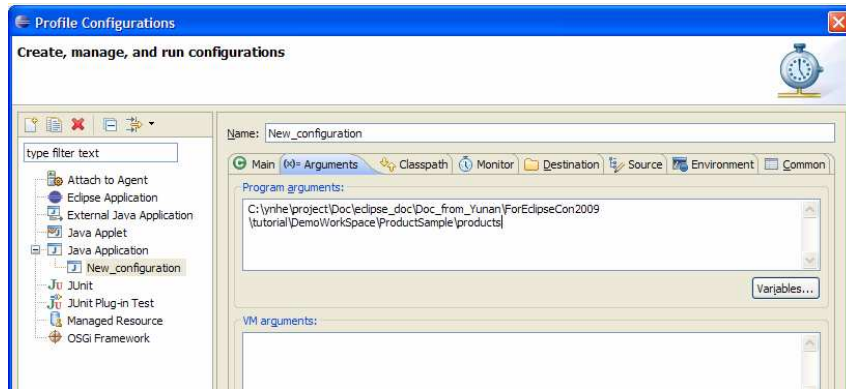 Profile Configurations
Create, manage, and run configurations
type filter text
Attach to Agent
Eclipse Application
External Java Application
Java Applet
Java Application
New_configuration
JUnit
JUnit Plug-in Test
Managed Resource
OSGi Framework
Name: New_configuration
Main (x)= Arguments Classpath Monitor Destination Source Environment Common
Program arguments:
C:\ynhe\project\Doc\eclipse_doc\Doc_from_Yunan\ForEclipseCon2009
\tutorial\DemoWorkSpace\ProductSample\products
Variables...
VM arguments: